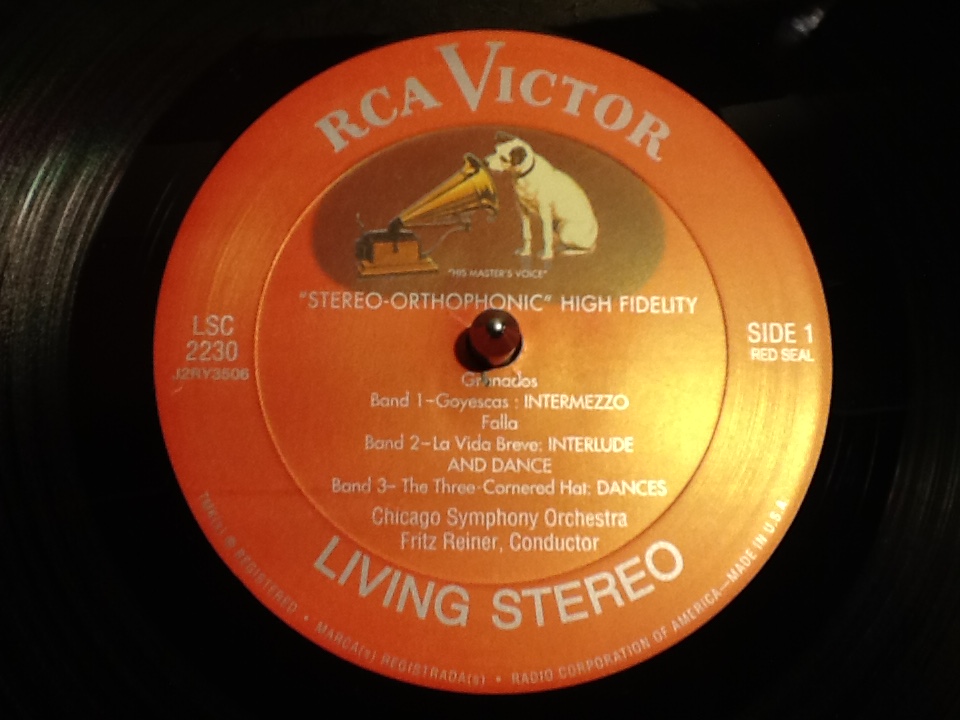 RCA VICTOR
"HIS MASTER'S VOICE"
"STEREO-ORTHOPHONIC" HIGH FIDELITY
LSC
2230
J2RY3506
SIDE 1
RED SEAL
Granados
Band 1–Goyescas : INTERMEZZO
Falla
Band 2–La Vida Breve: INTERLUDE
AND DANCE
Band 3– The Three-Cornered Hat: DANCES
Chicago Symphony Orchestra
Fritz Reiner, Conductor
LIVING STEREO
TMK(s) ® REGISTERED • MARCA(s) REGISTRADA(s) • RADIO CORPORATION OF AMERICA—MADE IN U.S.A.